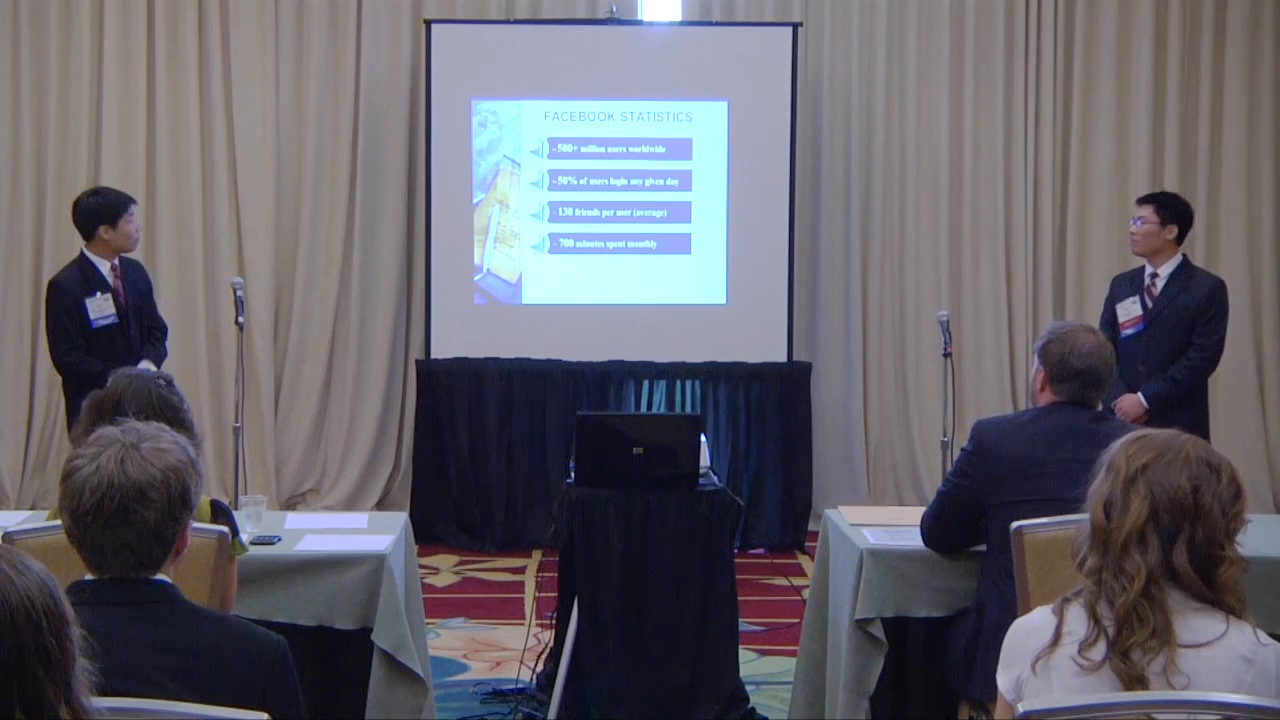 FACEBOOK STATISTICS
- 500+ million users worldwide
- 50% of users login any given day
- 130 friends per user (average)
- 700 minutes spent monthly